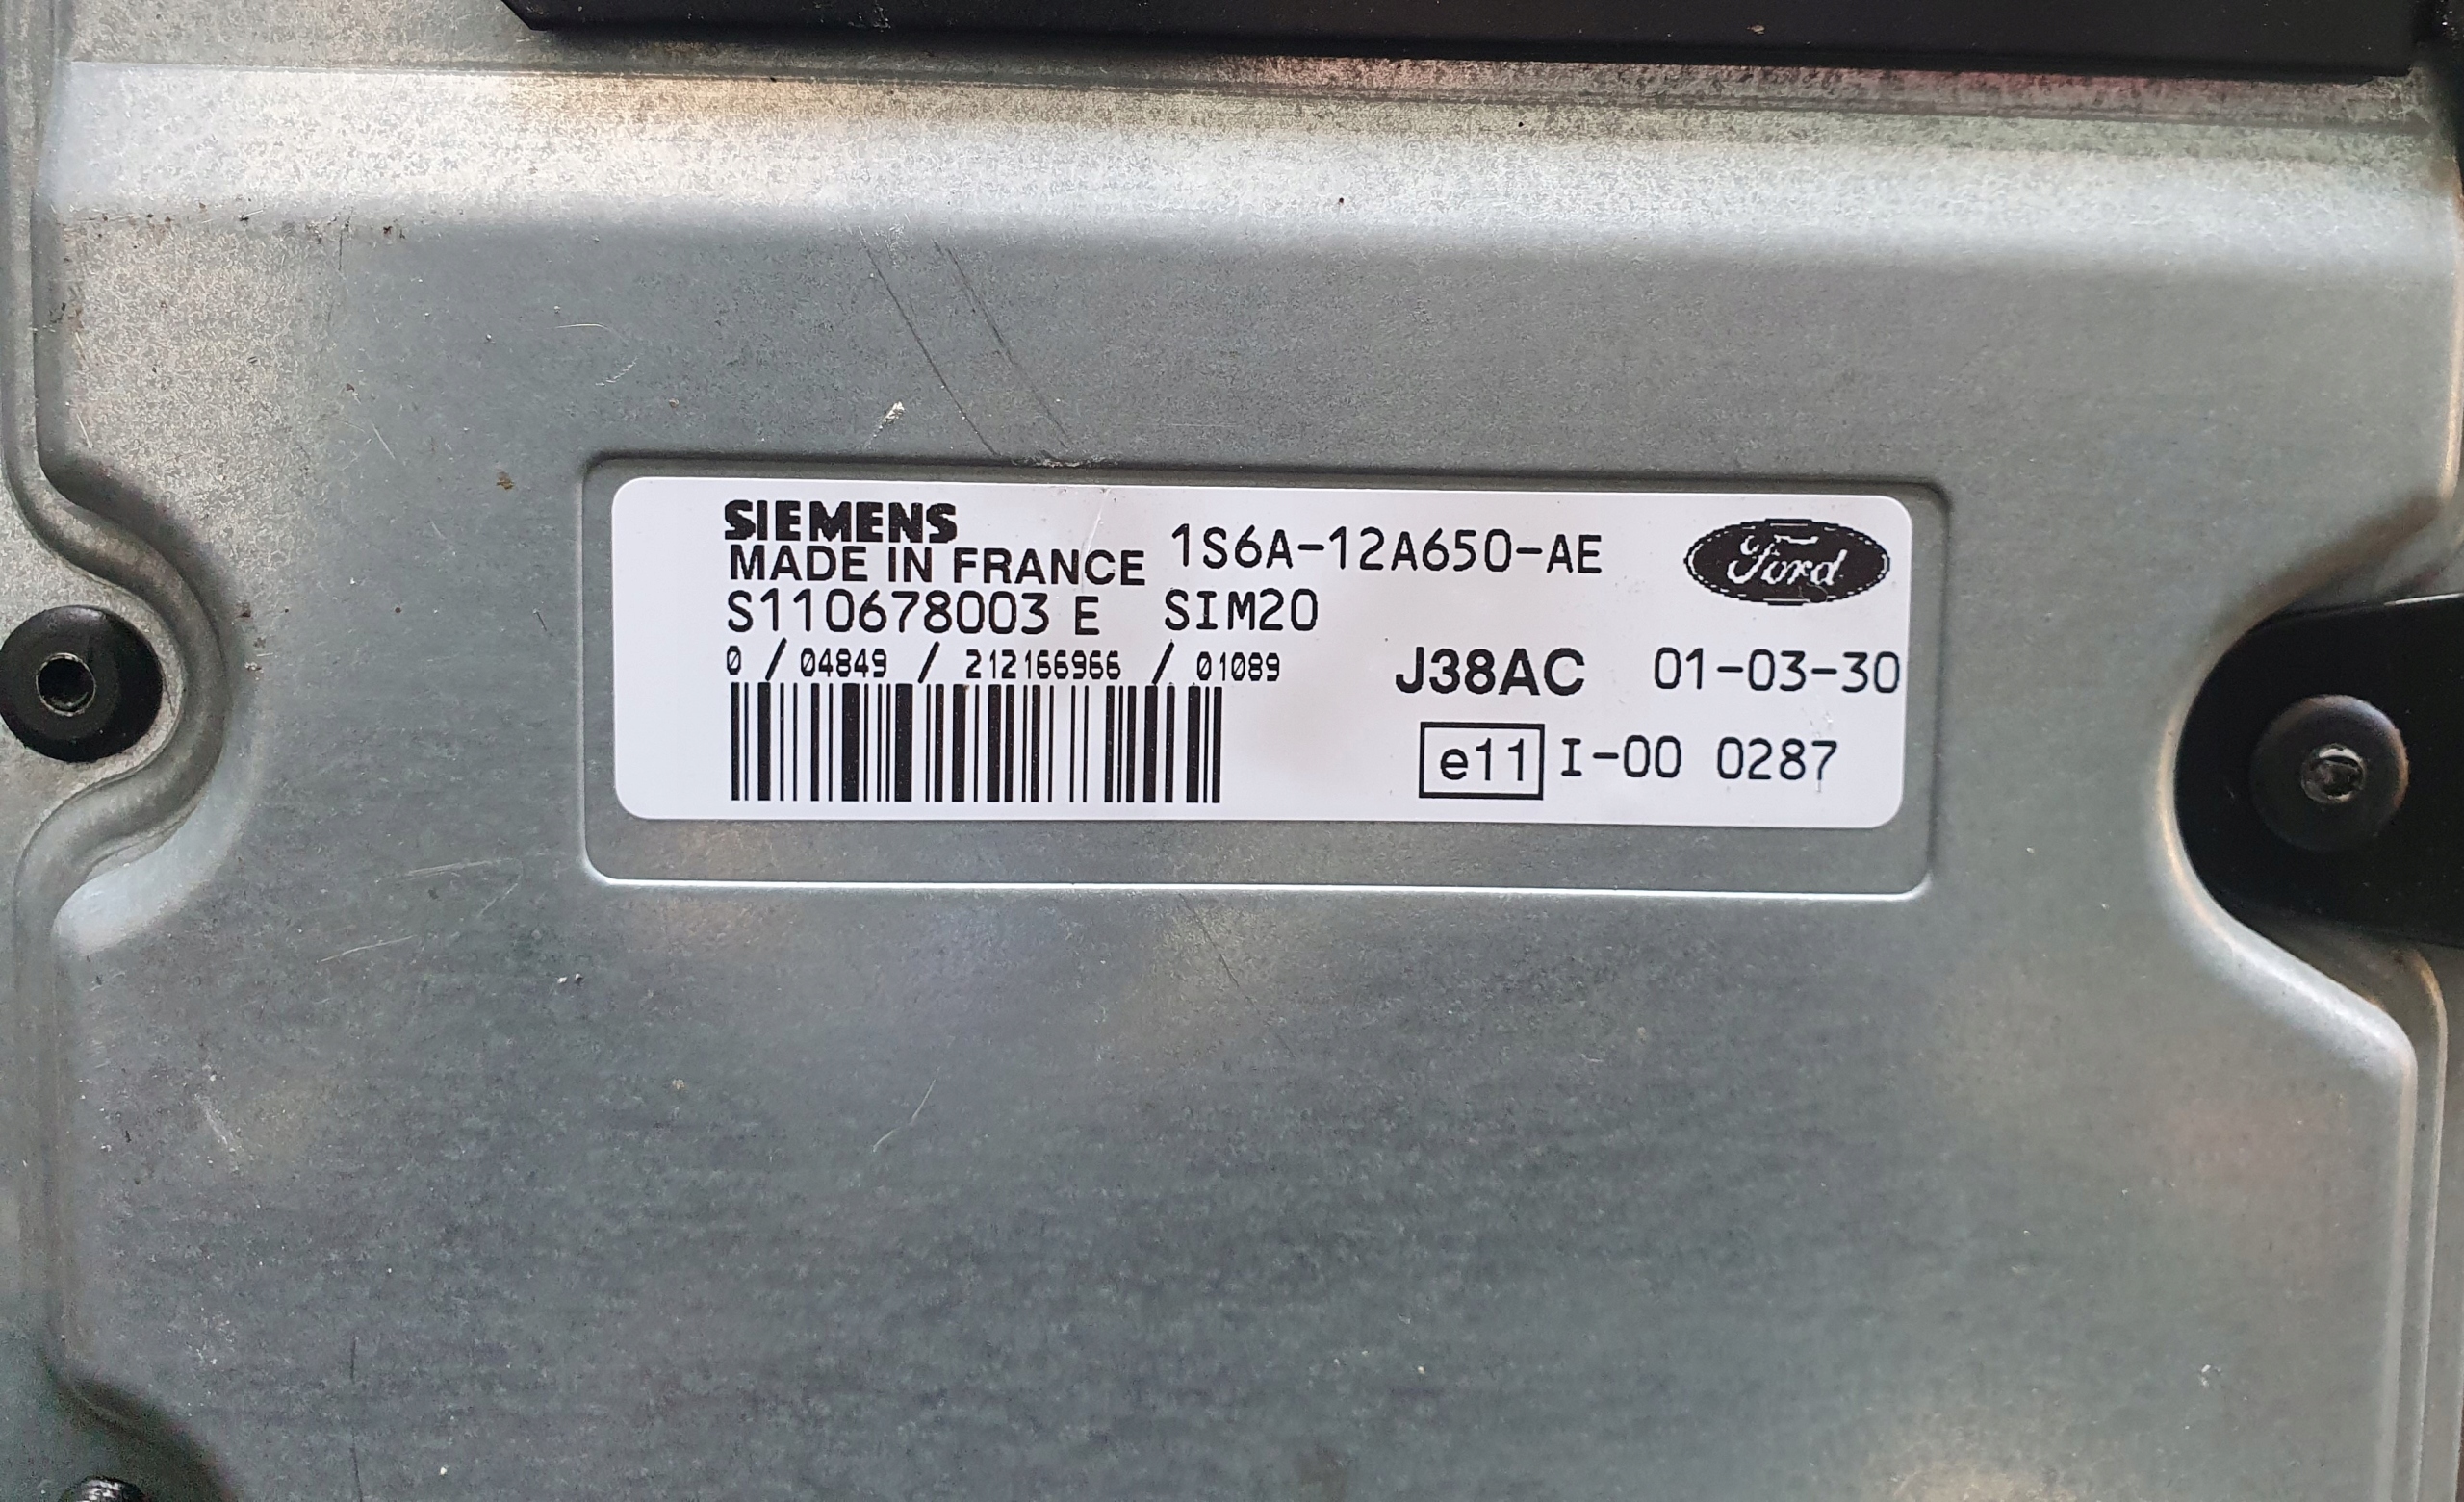 SIEMENS
MADE IN FRANCE
1S6A-12A650-AE
Ford
S110678003 E SIM20
0 / 04849 / 212166966 / 01089
J38AC 01-03-30
e11 I-00 0287